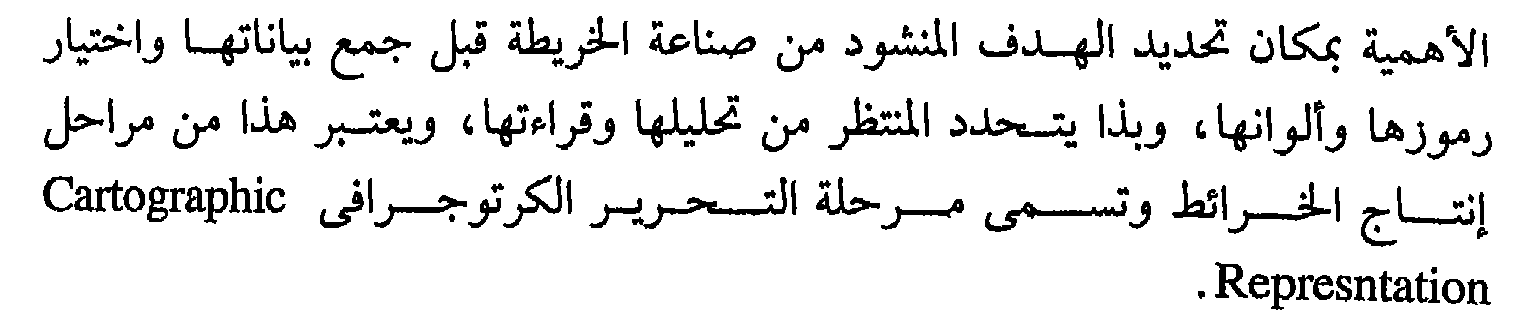 الأهمية بمكان تحديد الهدف المنشود من صناعة الخريطة قبل جمع بياناتها واختيار
رموزها وألوانها، وبذا يتحدد المنتظر من تحليلها وقراءتها، ويعتبر هذا من مراحل
إنتاج الخرائط وتسمى مرحلة التحرير الكرتوجرافى Cartographic
Represntation.